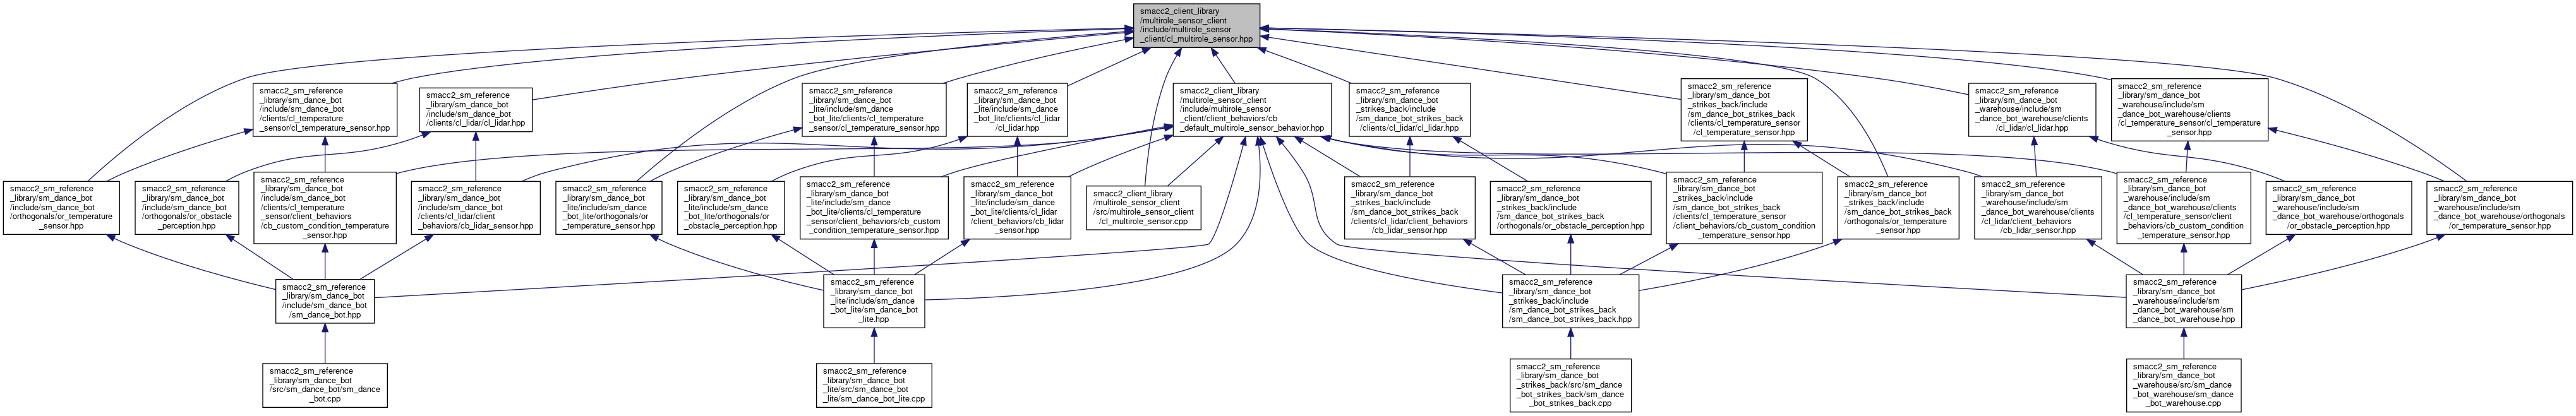 smacc2_client_library
/multirole_sensor_client
/include/multirole_sensor
_client/cl_multirole_sensor.hpp
smacc2_sm_reference
_library/sm_dance_bot
/include/sm_dance_bot
/clients/cl_temperature
_sensor/cl_temperature_sensor.hpp
smacc2_sm_reference
_library/sm_dance_bot
/include/sm_dance_bot
/clients/cl_lidar/cl_lidar.hpp
smacc2_sm_reference
_library/sm_dance_bot
_lite/include/sm_dance
_bot_lite/clients/cl_temperature
_sensor/cl_temperature_sensor.hpp
smacc2_sm_reference
_library/sm_dance_bot
_lite/include/sm_dance
_bot_lite/clients/cl_lidar
/cl_lidar.hpp
smacc2_client_library
/multirole_sensor_client
/include/multirole_sensor
_client/client_behaviors/cb
_default_multirole_sensor_behavior.hpp
smacc2_sm_reference
_library/sm_dance_bot
_strikes_back/include
/sm_dance_bot_strikes_back
/clients/cl_lidar/cl_lidar.hpp
smacc2_sm_reference
_library/sm_dance_bot
_strikes_back/include
/sm_dance_bot_strikes_back
/clients/cl_temperature_sensor
/cl_temperature_sensor.hpp
smacc2_sm_reference
_library/sm_dance_bot
_warehouse/include/sm
_dance_bot_warehouse/clients
/cl_lidar/cl_lidar.hpp
smacc2_sm_reference
_library/sm_dance_bot
_warehouse/include/sm
_dance_bot_warehouse/clients
/cl_temperature_sensor/cl_temperature
_sensor.hpp
smacc2_sm_reference
_library/sm_dance_bot
/include/sm_dance_bot
/orthogonals/or_temperature
_sensor.hpp
smacc2_sm_reference
_library/sm_dance_bot
/include/sm_dance_bot
/orthogonals/or_obstacle
_perception.hpp
smacc2_sm_reference
_library/sm_dance_bot
/include/sm_dance_bot
/clients/cl_temperature
_sensor/client_behaviors
/cb_custom_condition_temperature
_sensor.hpp
smacc2_sm_reference
_library/sm_dance_bot
/include/sm_dance_bot
/clients/cl_lidar/client
_behaviors/cb_lidar_sensor.hpp
smacc2_sm_reference
_library/sm_dance_bot
_lite/include/sm_dance
_bot_lite/orthogonals/or
_temperature_sensor.hpp
smacc2_sm_reference
_library/sm_dance_bot
_lite/include/sm_dance
_bot_lite/orthogonals/or
_obstacle_perception.hpp
smacc2_sm_reference
_library/sm_dance_bot
_lite/include/sm_dance
_bot_lite/clients/cl_temperature
_sensor/client_behaviors/cb_custom
_condition_temperature_sensor.hpp
smacc2_sm_reference
_library/sm_dance_bot
_lite/include/sm_dance
_bot_lite/clients/cl_lidar
/client_behaviors/cb_lidar
_sensor.hpp
smacc2_client_library
/multirole_sensor_client
/src/multirole_sensor_client
/cl_multirole_sensor.cpp
smacc2_sm_reference
_library/sm_dance_bot
_strikes_back/include
/sm_dance_bot_strikes_back
/clients/cl_lidar/client_behaviors
/cb_lidar_sensor.hpp
smacc2_sm_reference
_library/sm_dance_bot
_strikes_back/include
/sm_dance_bot_strikes_back
/orthogonals/or_obstacle_perception.hpp
smacc2_sm_reference
_library/sm_dance_bot
_strikes_back/include
/sm_dance_bot_strikes_back
/clients/cl_temperature_sensor
/client_behaviors/cb_custom_condition
_temperature_sensor.hpp
smacc2_sm_reference
_library/sm_dance_bot
_strikes_back/include
/sm_dance_bot_strikes_back
/orthogonals/or_temperature
_sensor.hpp
smacc2_sm_reference
_library/sm_dance_bot
_warehouse/include/sm
_dance_bot_warehouse/clients
/cl_lidar/client_behaviors
/cb_lidar_sensor.hpp
smacc2_sm_reference
_library/sm_dance_bot
_warehouse/include/sm
_dance_bot_warehouse/clients
/cl_temperature_sensor/client
_behaviors/cb_custom_condition
_temperature_sensor.hpp
smacc2_sm_reference
_library/sm_dance_bot
_warehouse/include/sm
_dance_bot_warehouse/orthogonals
/or_obstacle_perception.hpp
smacc2_sm_reference
_library/sm_dance_bot
_warehouse/include/sm
_dance_bot_warehouse/orthogonals
/or_temperature_sensor.hpp
smacc2_sm_reference
_library/sm_dance_bot
/include/sm_dance_bot
/sm_dance_bot.hpp
smacc2_sm_reference
_library/sm_dance_bot
_lite/include/sm_dance
_bot_lite/sm_dance_bot
_lite.hpp
smacc2_sm_reference
_library/sm_dance_bot
_strikes_back/include
/sm_dance_bot_strikes_back
/sm_dance_bot_strikes_back.hpp
smacc2_sm_reference
_library/sm_dance_bot
_warehouse/include/sm
_dance_bot_warehouse/sm
_dance_bot_warehouse.hpp
smacc2_sm_reference
_library/sm_dance_bot
/src/sm_dance_bot/sm_dance
_bot.cpp
smacc2_sm_reference
_library/sm_dance_bot
_lite/src/sm_dance_bot
_lite/sm_dance_bot_lite.cpp
smacc2_sm_reference
_library/sm_dance_bot
_strikes_back/src/sm_dance
_bot_strikes_back/sm_dance
_bot_strikes_back.cpp
smacc2_sm_reference
_library/sm_dance_bot
_warehouse/src/sm_dance
_bot_warehouse/sm_dance
_bot_warehouse.cpp